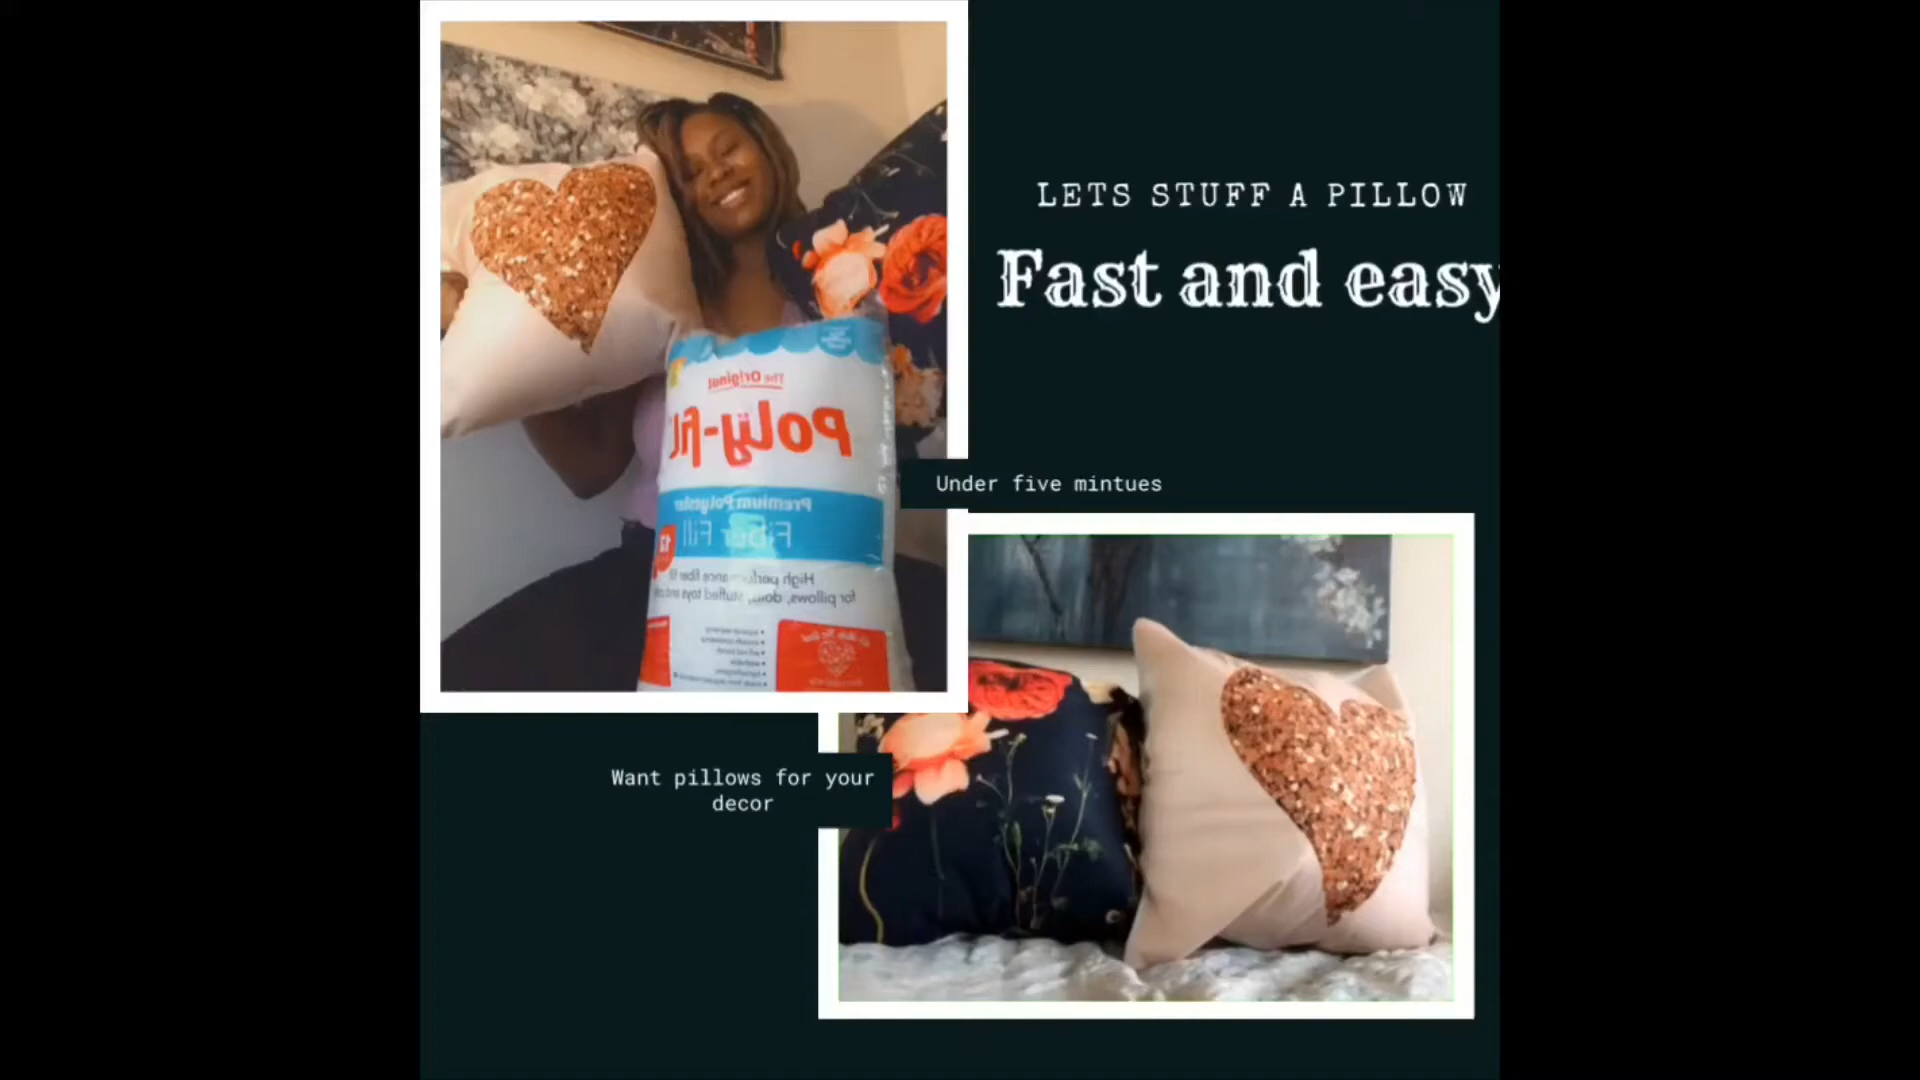 LETS STUFF A PILLOW
Fast and easy
The Original
Poly-fil
Premium Polyester
Fiber Fill
12
High performance fiber fill
for pillows, dolls, stuffed toys and
Under five mintues
Want pillows for your
decor